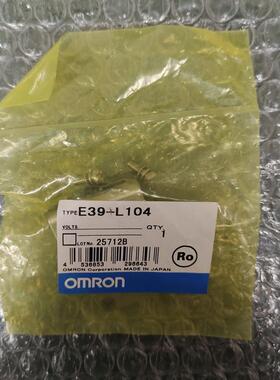 TYPE E39-L104
VOLTS QTY
1
LOT No. 25712B
Ro
4 536853 298643
OMRON Corporation MADE IN JAPAN
OMRON